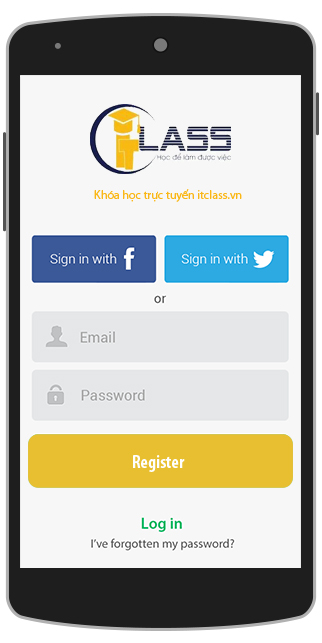 CLASS
Học để làm được việc
Khóa học trực tuyến itclass.vn
Sign in with f
Sign in with
or
Email
Password
Register
Log in
I've forgotten my password?